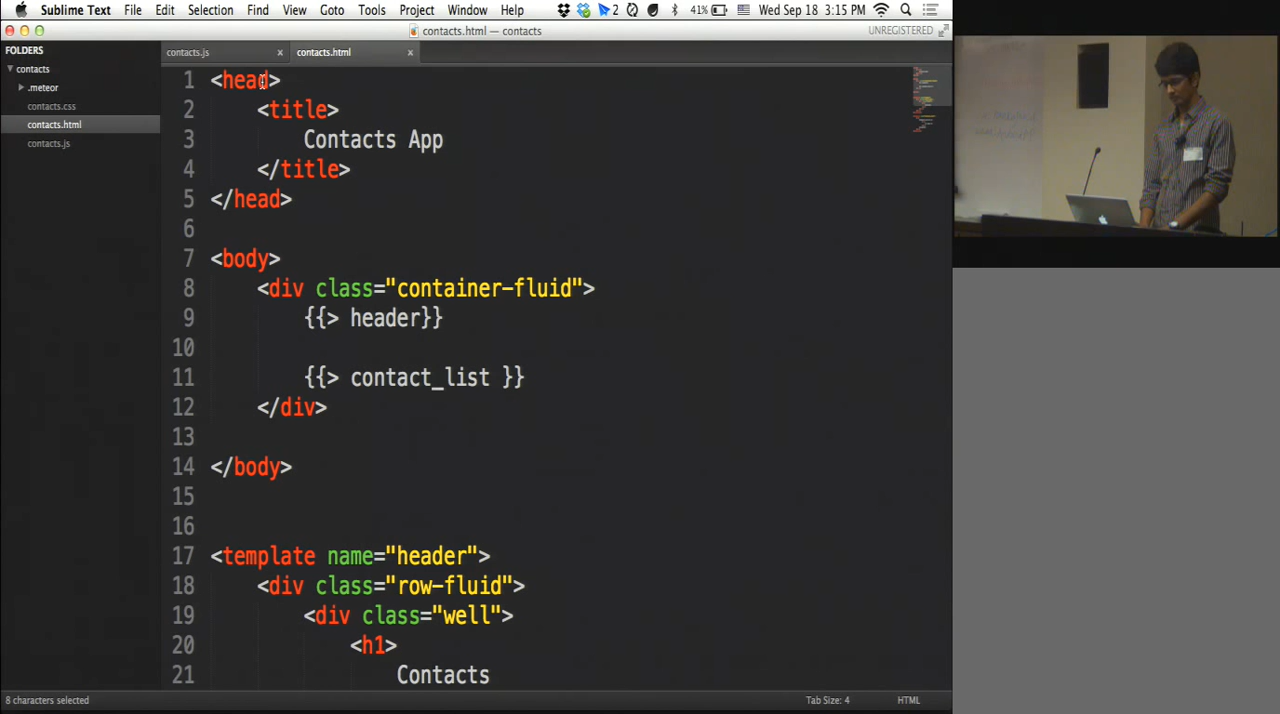 Sublime Text File Edit Selection Find View Goto Tools Project Window Help 2 41% Wed Sep 18 3:15 PM
contacts.html — contacts UNREGISTERED
FOLDERS
contacts
.meteor
contacts.css
contacts.html
contacts.js
contacts.js × contacts.html ×
1 <head>
2 <title>
3 Contacts App
4 </title>
5 </head>
6
7 <body>
8 <div class="container-fluid">
9 {{> header}}
10
11 {{> contact_list }}
12 </div>
13
14 </body>
15
16
17 <template name="header">
18 <div class="row-fluid">
19 <div class="well">
20 <h1>
21 Contacts
8 characters selected Tab Size: 4 HTML